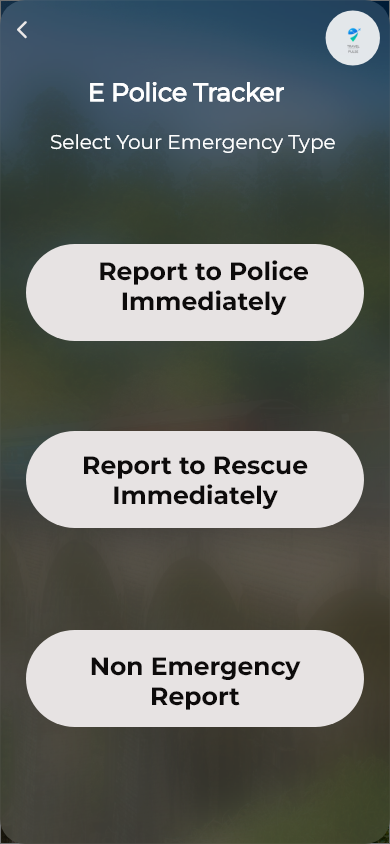 E Police Tracker
Select Your Emergency Type
Report to Police
Immediately
Report to Rescue
Immediately
Non Emergency
Report